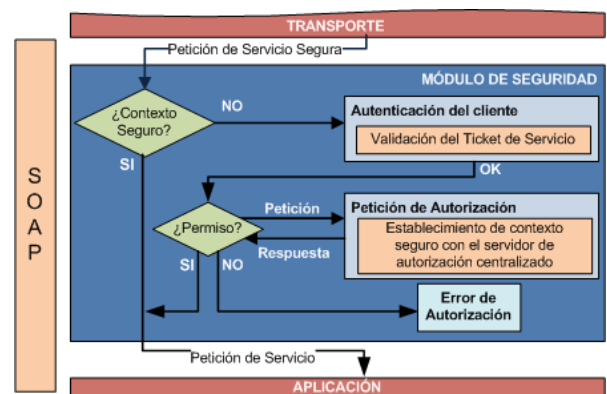 TRANSPORTE
Petición de Servicio Segura
MÓDULO DE SEGURIDAD
¿Contexto
Seguro?
NO
Autenticación del cliente
Validación del Ticket de Servicio
SI
OK
S
O
A
P
¿Permiso?
Petición
Respuesta
Petición de Autorización
Establecimiento de contexto
seguro con el servidor de
autorización centralizado
SI
NO
Error de
Autorización
Petición de Servicio
APLICACIÓN